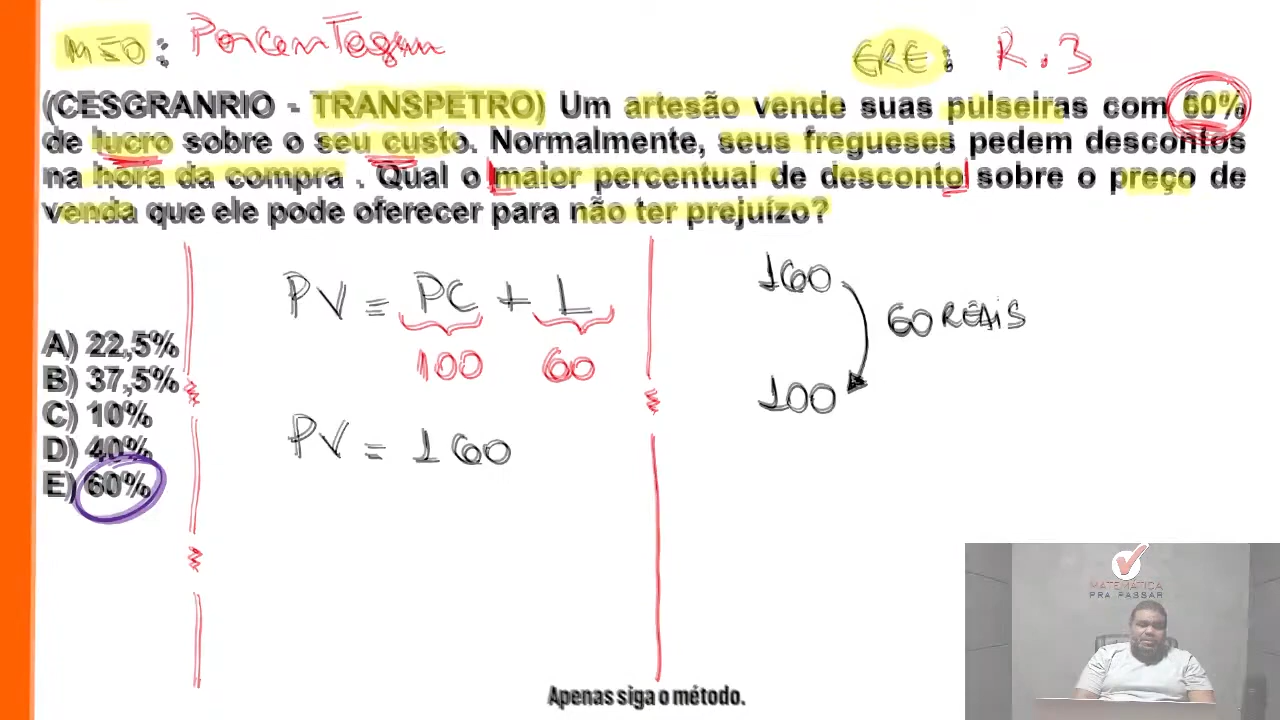 MÉD: Porcentagem
ERE: R.3
(CESGRANRIO - TRANSPETRO) Um artesão vende suas pulseiras com 60%
de lucro sobre o seu custo. Normalmente, seus fregueses pedem descontos
na hora da compra . Qual o maior percentual de desconto sobre o preço de
venda que ele pode oferecer para não ter prejuízo?
PV = PC + L
100 60
PV = 160
160
60 REAIS
100
A) 22,5%
B) 37,5%
C) 10%
D) 40%
E) 60%
MATEMÁTICA
PRA PASSAR
Apenas siga o método.